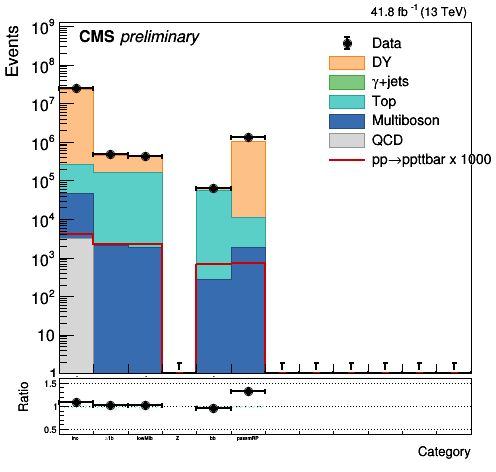 41.8 fb⁻¹ (13 TeV)
CMS preliminary
Events
10⁹
10⁸
10⁷
10⁶
10⁵
10⁴
10³
10²
10
1
Data
DY
γ+jets
Top
Multiboson
QCD
pp→ppttbar x 1000
Ratio
1.5
1
0.5
inc
≥1b
lowMlb
Z
bb
passmRP
Category